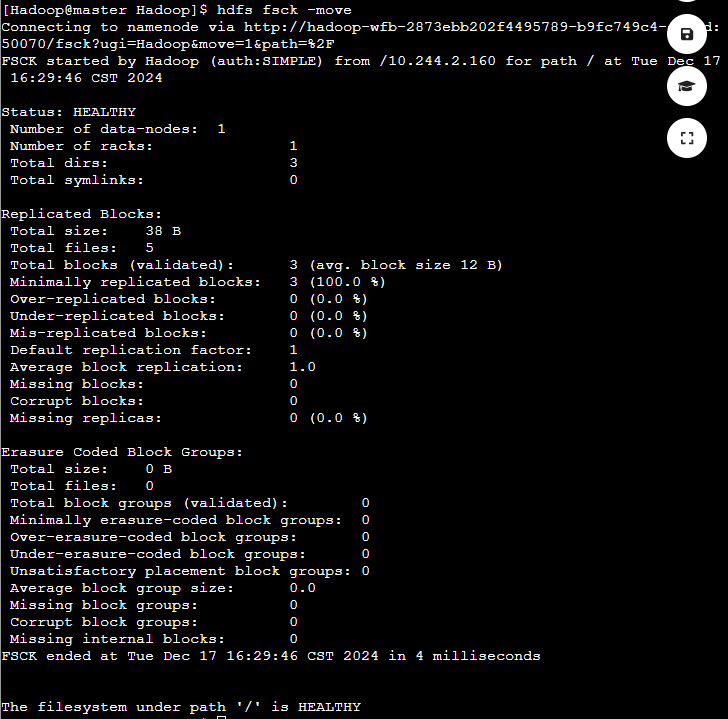 [Hadoop@master Hadoop]$ hdfs fsck -move
Connecting to namenode via http://hadoop-wfb-2873ebb202f4495789-b9fc749c4- d:
50070/fsck?ugi=Hadoop&move=1&path=%2F
FSCK started by Hadoop (auth:SIMPLE) from /10.244.2.160 for path / at Tue Dec 17
16:29:46 CST 2024
Status: HEALTHY
Number of data-nodes: 1
Number of racks: 1
Total dirs: 3
Total symlinks: 0
Replicated Blocks:
Total size: 38 B
Total files: 5
Total blocks (validated): 3 (avg. block size 12 B)
Minimally replicated blocks: 3 (100.0 %)
Over-replicated blocks: 0 (0.0 %)
Under-replicated blocks: 0 (0.0 %)
Mis-replicated blocks: 0 (0.0 %)
Default replication factor: 1
Average block replication: 1.0
Missing blocks: 0
Corrupt blocks: 0
Missing replicas: 0 (0.0 %)
Erasure Coded Block Groups:
Total size: 0 B
Total files: 0
Total block groups (validated): 0
Minimally erasure-coded block groups: 0
Over-erasure-coded block groups: 0
Under-erasure-coded block groups: 0
Unsatisfactory placement block groups: 0
Average block group size: 0.0
Missing block groups: 0
Corrupt block groups: 0
Missing internal blocks: 0
FSCK ended at Tue Dec 17 16:29:46 CST 2024 in 4 milliseconds
The filesystem under path '/' is HEALTHY